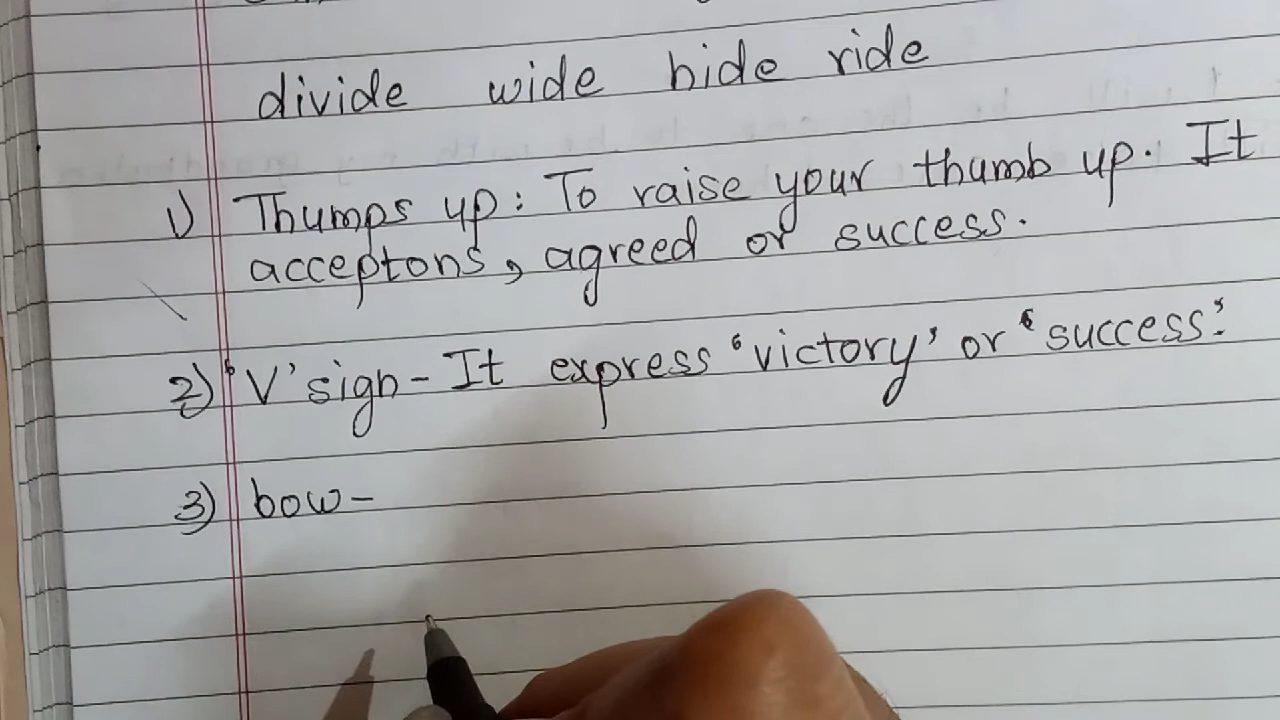 divide wide hide ride
1) Thumps up: To raise your thumb up. It
acceptons, agreed or success.
2) 'V' sign - It express 'victory' or 'success'.
3) bow -